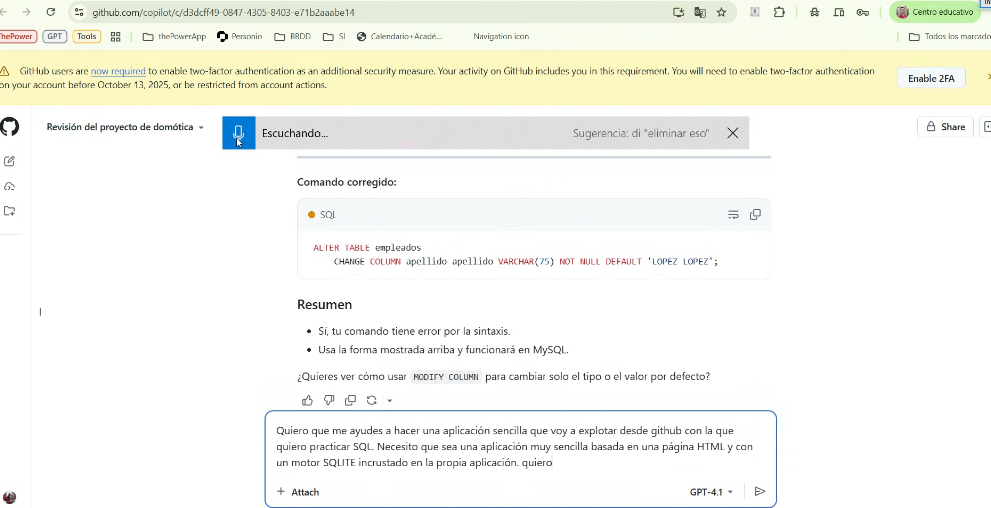 github.com/copilot/c/d3dcff49-0847-4305-8403-e71b2aaabe14
Centro educativo
ThePower GPT Tools thePowerApp Personio BBDD SI Calendario+Acadé... Navigation icon Todos los marcado
GitHub users are now required to enable two-factor authentication as an additional security measure. Your activity on GitHub includes you in this requirement. You will need to enable two-factor authentication
on your account before October 13, 2025, or be restricted from account actions.
Enable 2FA
Revisión del proyecto de domótica
Escuchando...
Sugerencia: di "eliminar eso"
Share
Comando corregido:
SQL
ALTER TABLE empleados
CHANGE COLUMN apellido apellido VARCHAR(75) NOT NULL DEFAULT 'LOPEZ LOPEZ';
Resumen
• Sí, tu comando tiene error por la sintaxis.
• Usa la forma mostrada arriba y funcionará en MySQL.
¿Quieres ver cómo usar MODIFY COLUMN para cambiar solo el tipo o el valor por defecto?
Quiero que me ayudes a hacer una aplicación sencilla que voy a explotar desde github con la que
quiero practicar SQL. Necesito que sea una aplicación muy sencilla basada en una página HTML y con
un motor SQLITE incrustado en la propia aplicación. quiero
Attach
GPT-4.1